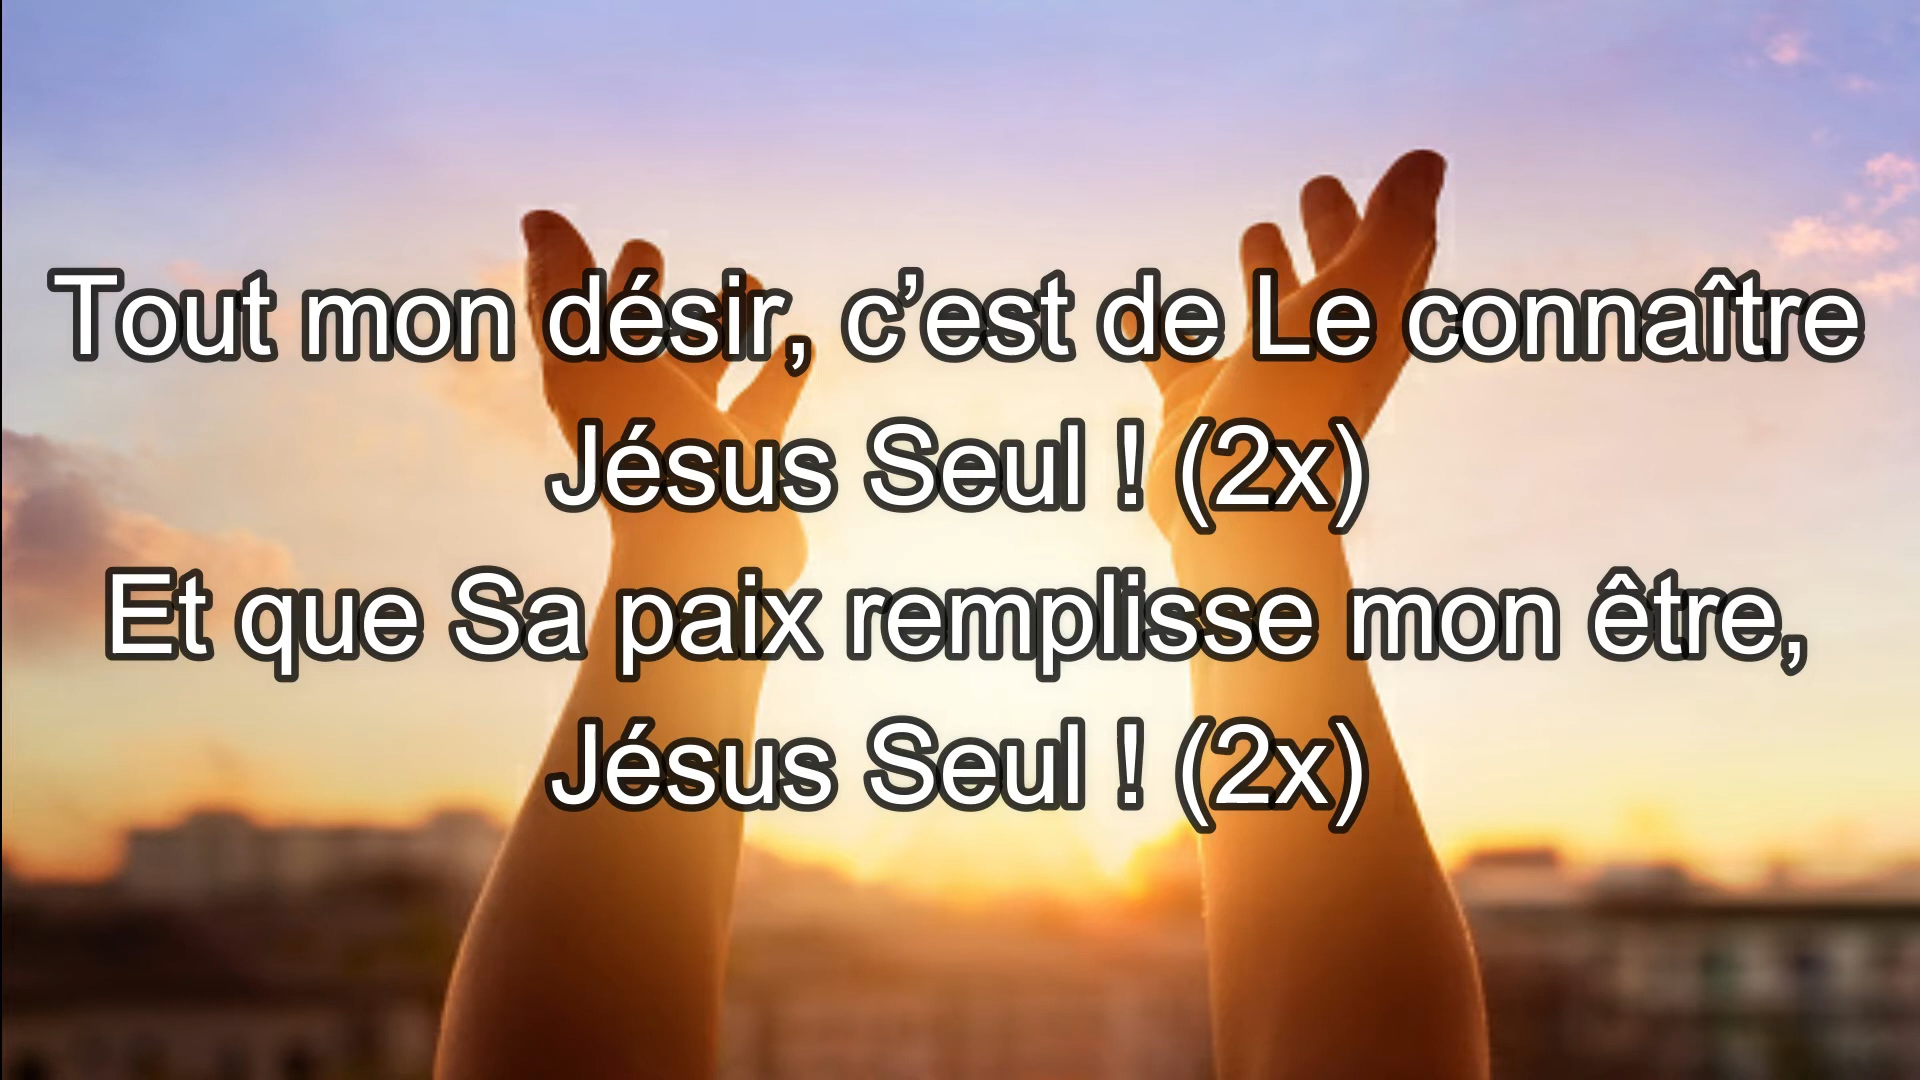 Tout mon désir, c’est de Le connaître
Jésus Seul ! (2x)
Et que Sa paix remplisse mon être,
Jésus Seul ! (2x)